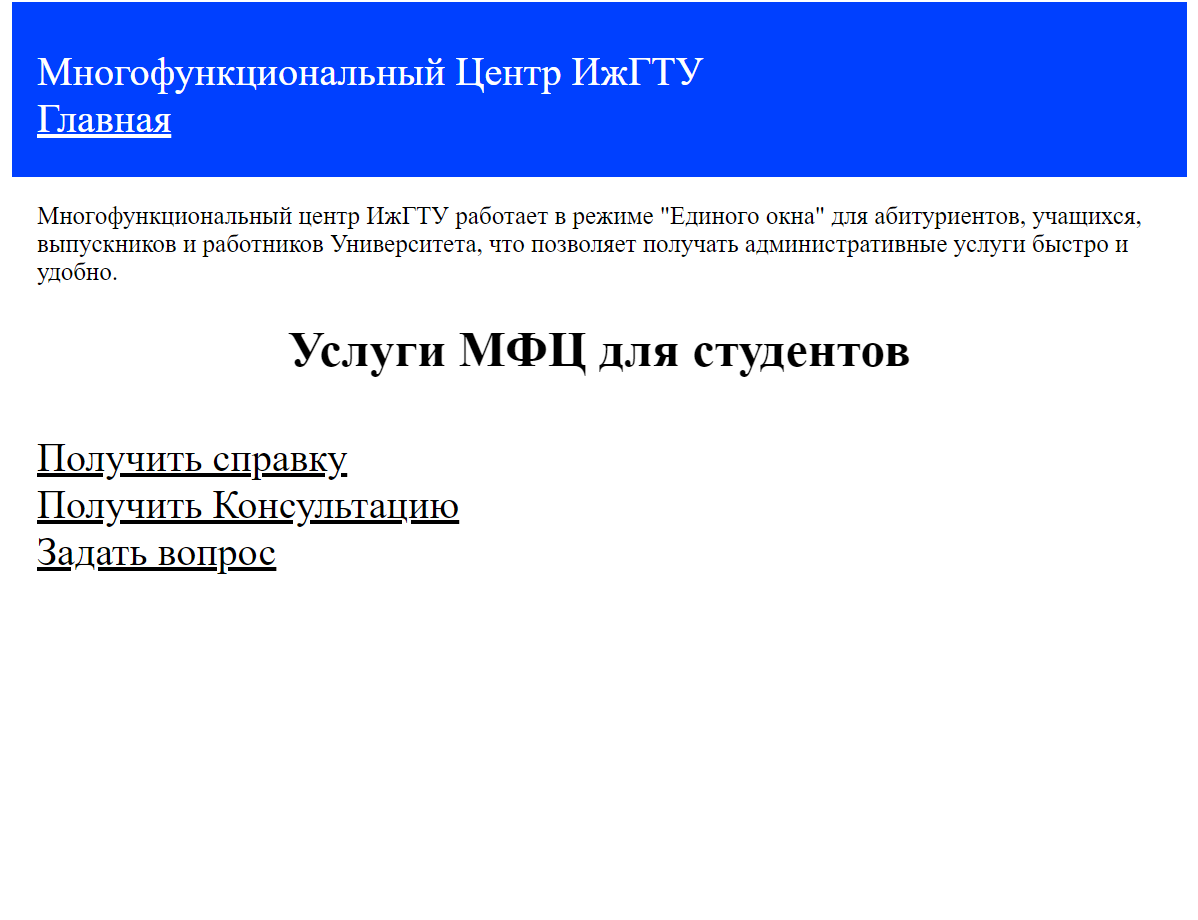 Многофункциональный Центр ИжГТУ
Главная
Многофункциональный центр ИжГТУ работает в режиме "Единого окна" для абитуриентов, учащихся,
выпускников и работников Университета, что позволяет получать административные услуги быстро и
удобно.
Услуги МФЦ для студентов
Получить справку
Получить Консультацию
Задать вопрос